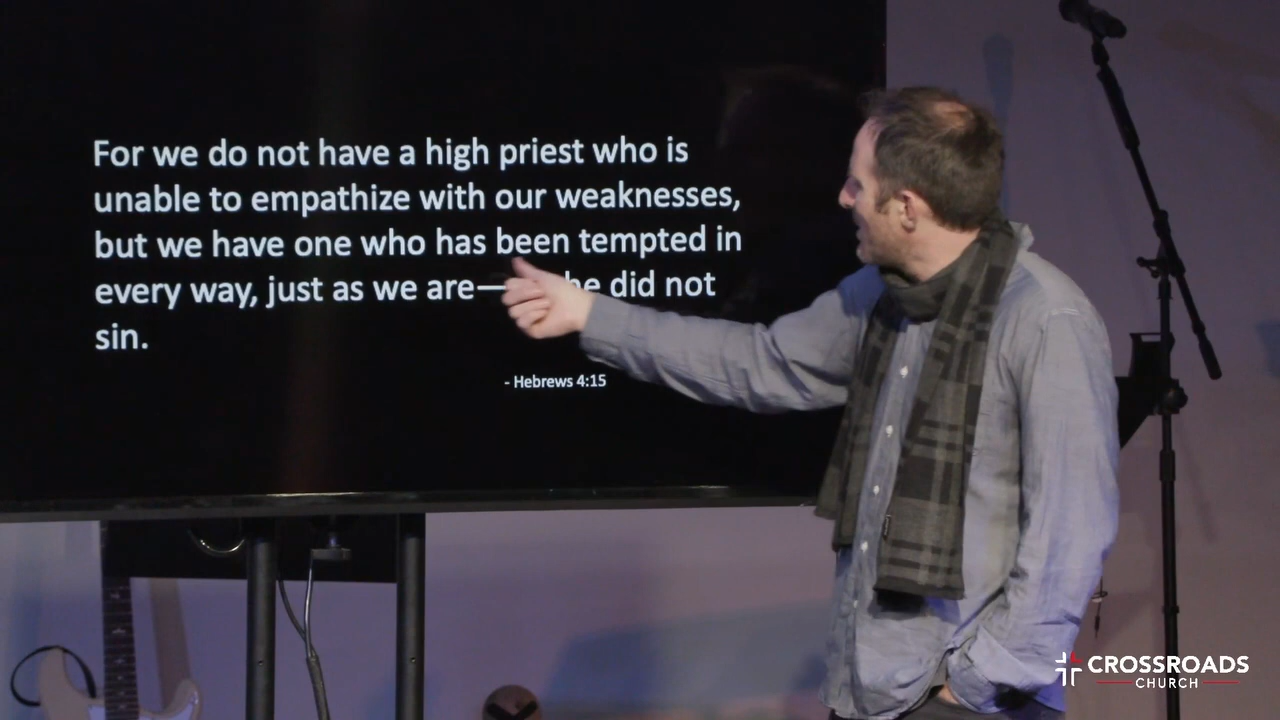 For we do not have a high priest who is
unable to empathize with our weaknesses,
but we have one who has been tempted in
every way, just as we are— he did not
sin.
- Hebrews 4:15
CROSSROADS
CHURCH